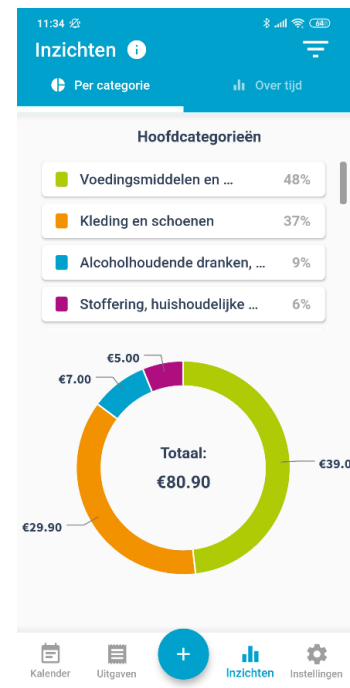 11:34
64
Inzichten
Per categorie
Over tijd
Hoofdcategorieën
Voedingsmiddelen en ... 48%
Kleding en schoenen 37%
Alcoholhoudende dranken, ... 9%
Stoffering, huishoudelijke ... 6%
€5.00
€7.00
Totaal:
€80.90
€39.0
€29.90
Kalender
Uitgaven
+
Inzichten
Instellingen